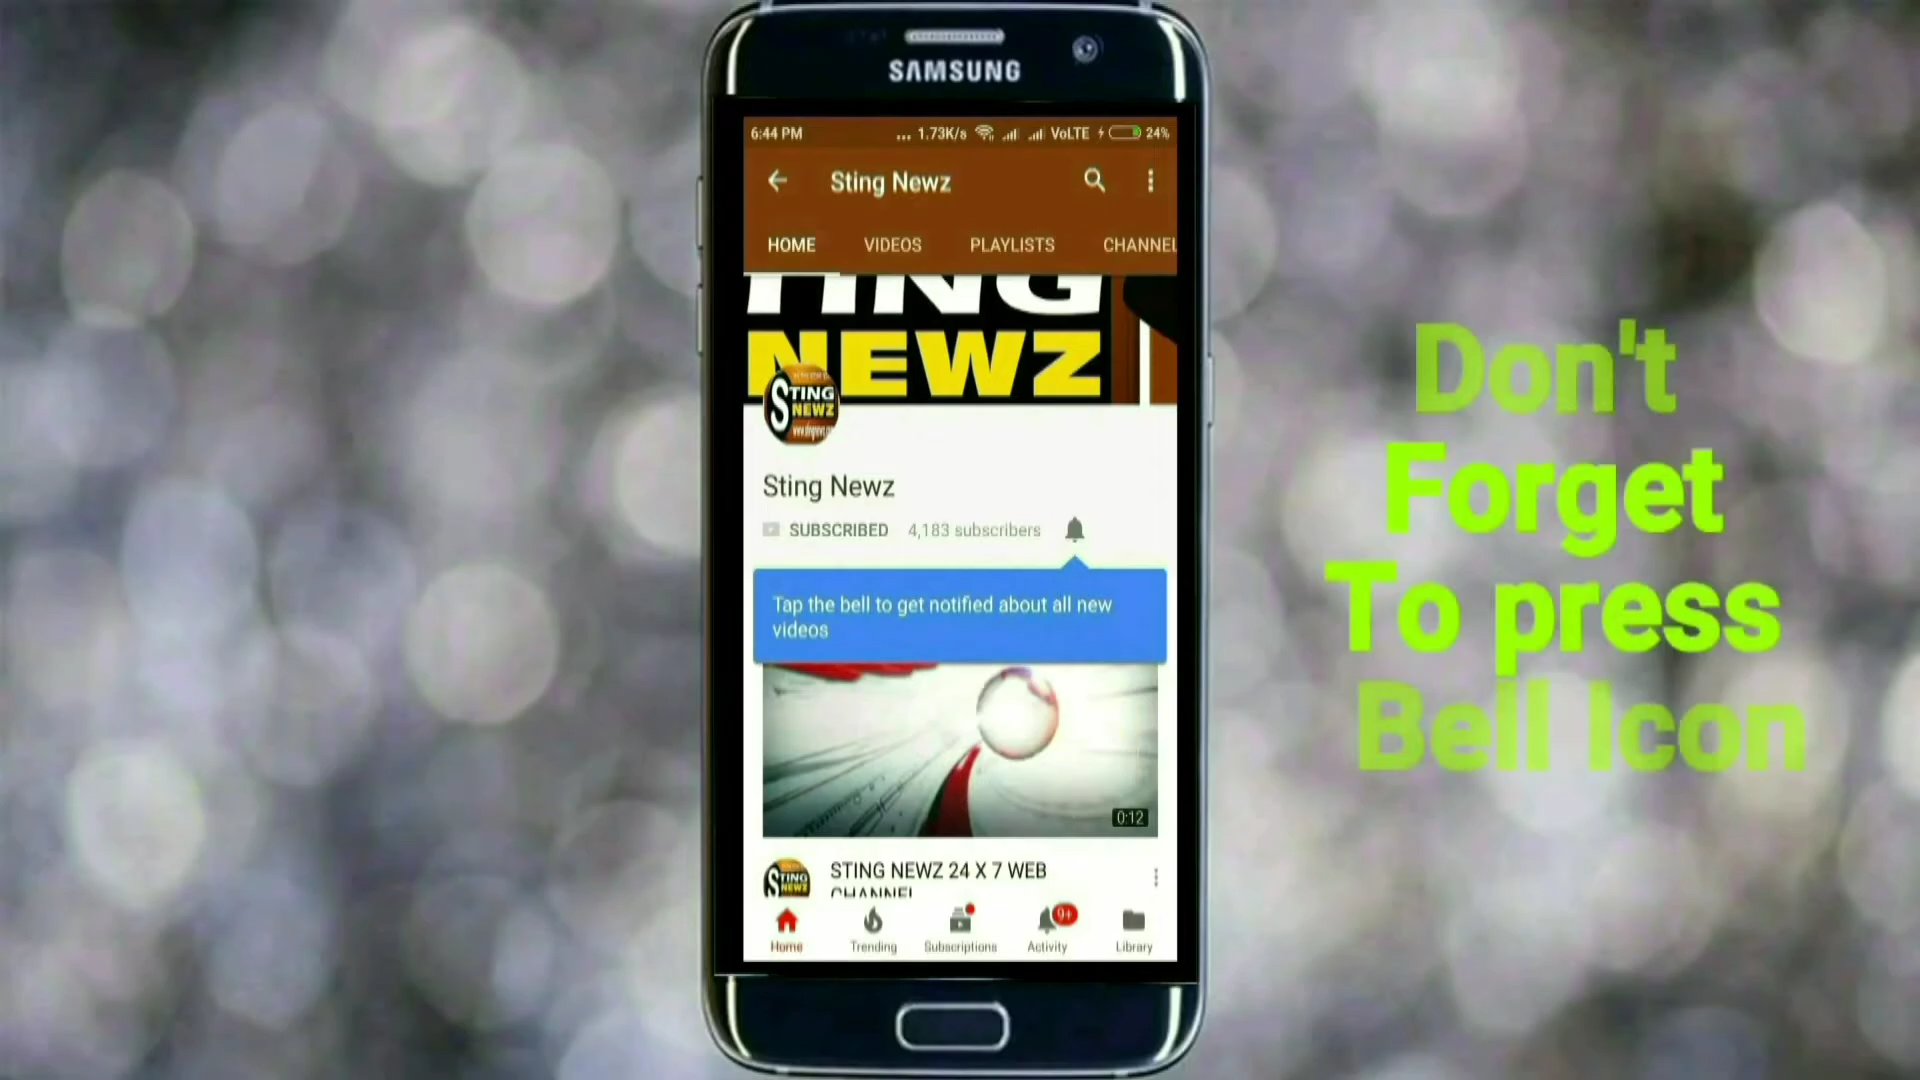 SAMSUNG
6:44 PM
... 1.73K/s VoLTE 24%
Sting Newz
HOME VIDEOS PLAYLISTS CHANNEL
TING
NEWZ
STING
NEWZ
Sting Newz
SUBSCRIBED 4,183 subscribers
Tap the bell to get notified about all new
videos
0:12
STING NEWZ 24 X 7 WEB
CHANNEL
STING
NEWZ
9+
Home Trending Subscriptions Activity Library
Don't
Forget
To press
Bell Icon